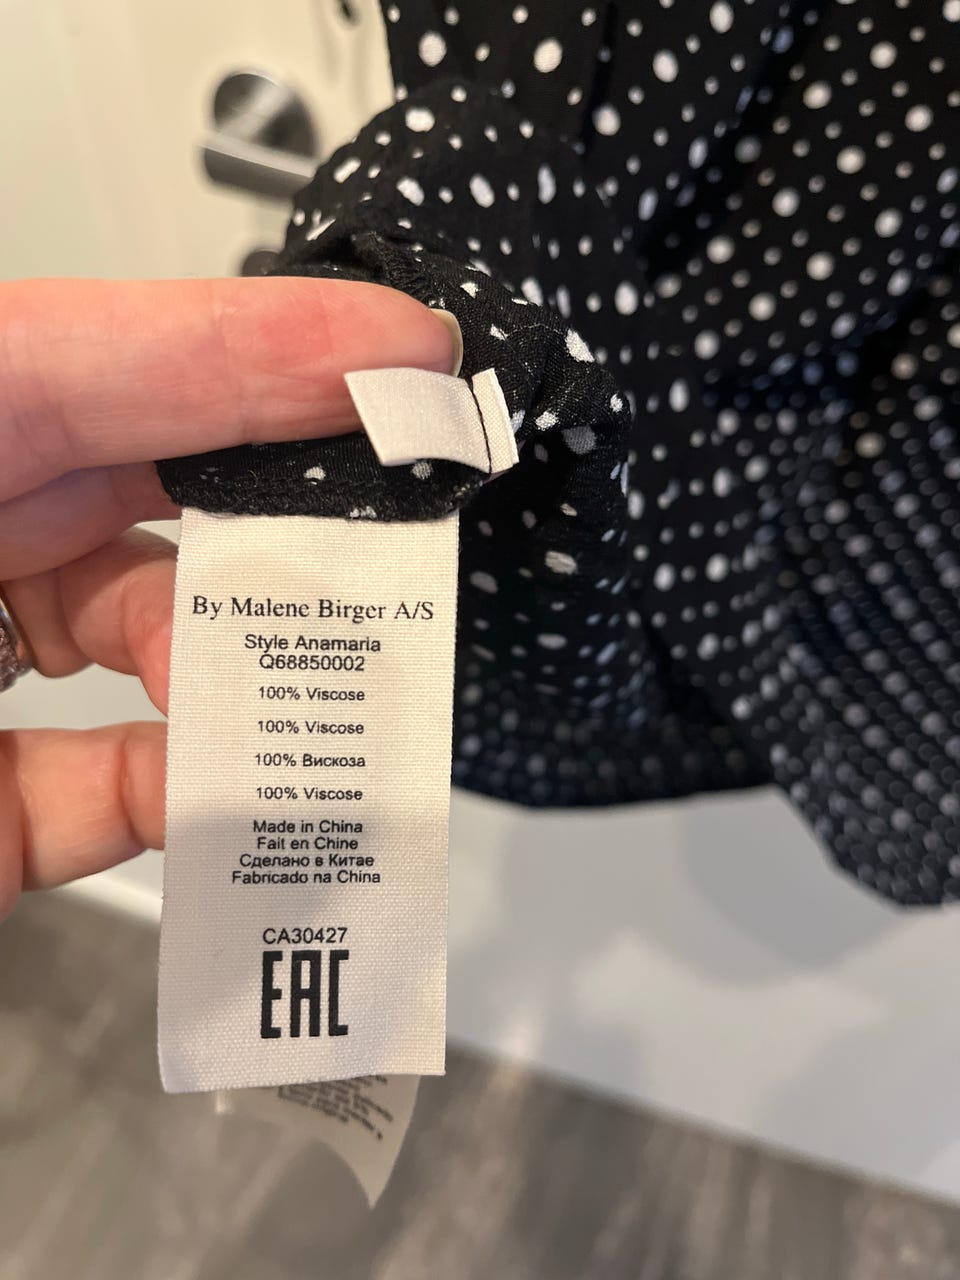 By Malene Birger A/S
Style Anamaria
Q68850002
100% Viscose
100% Viscose
100% Вискоза
100% Viscose
Made in China
Fait en Chine
Сделано в Китае
Fabricado na China
CA30427
EAC